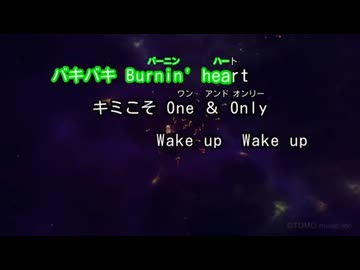 バーニン ハート
バキバキ Burnin' heart
ワン アンド オンリー
キミこそ One & Only
Wake up Wake up
©TOMO music.inn